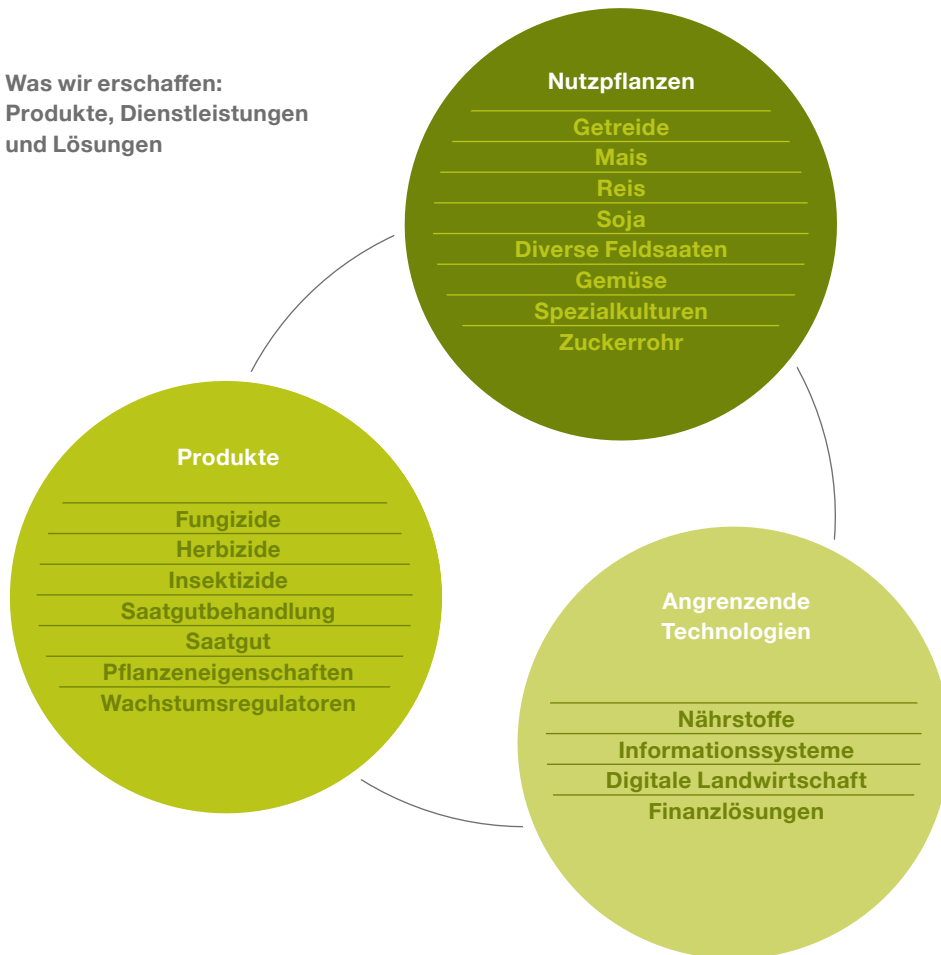 Was wir erschaffen:
Produkte, Dienstleistungen
und Lösungen
Nutzpflanzen
Getreide
Mais
Reis
Soja
Diverse Feldsaaten
Gemüse
Spezialkulturen
Zuckerrohr
Produkte
Fungizide
Herbizide
Insektizide
Saatgutbehandlung
Saatgut
Pflanzeneigenschaften
Wachstumsregulatoren
Angrenzende
Technologien
Nährstoffe
Informationssysteme
Digitale Landwirtschaft
Finanzlösungen